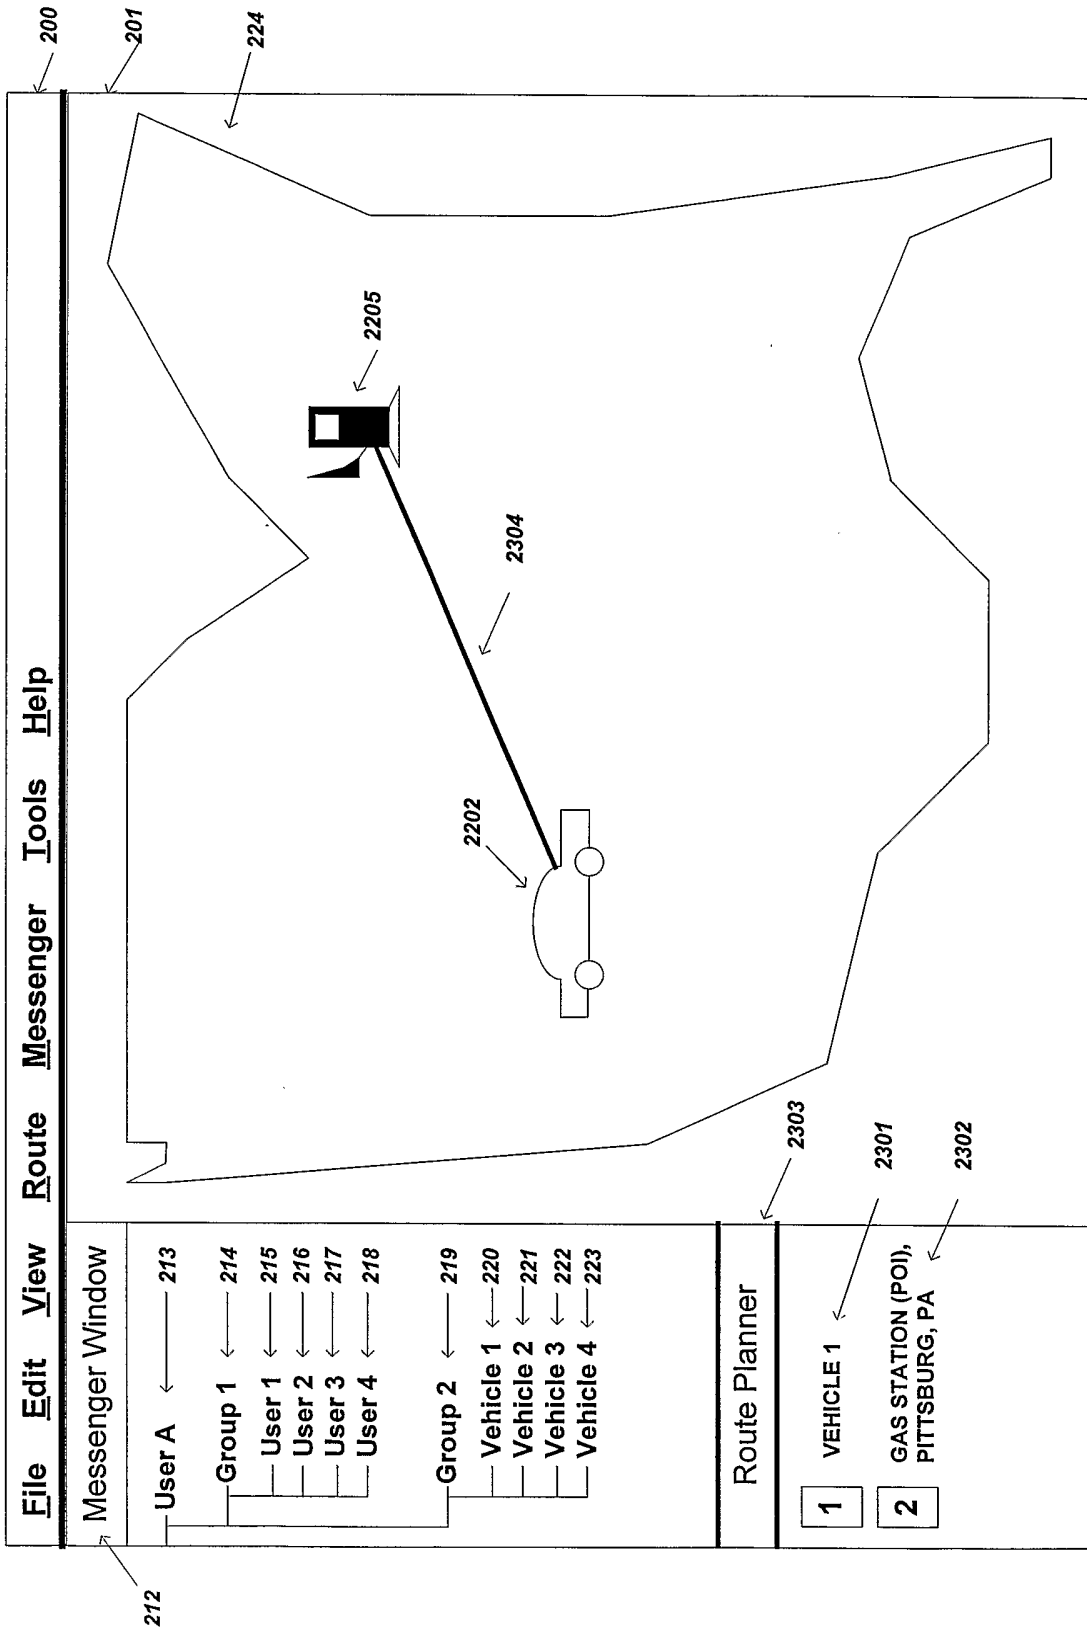 File Edit View Route Messenger Tools Help
200
201
224
212
Messenger Window
User A
213
Group 1
214
User 1
215
User 2
216
User 3
217
User 4
218
Group 2
219
Vehicle 1
220
Vehicle 2
221
Vehicle 3
222
Vehicle 4
223
2205
2304
2202
Route Planner
2303
1
VEHICLE 1
2301
2
GAS STATION (POI),
PITTSBURG, PA
2302